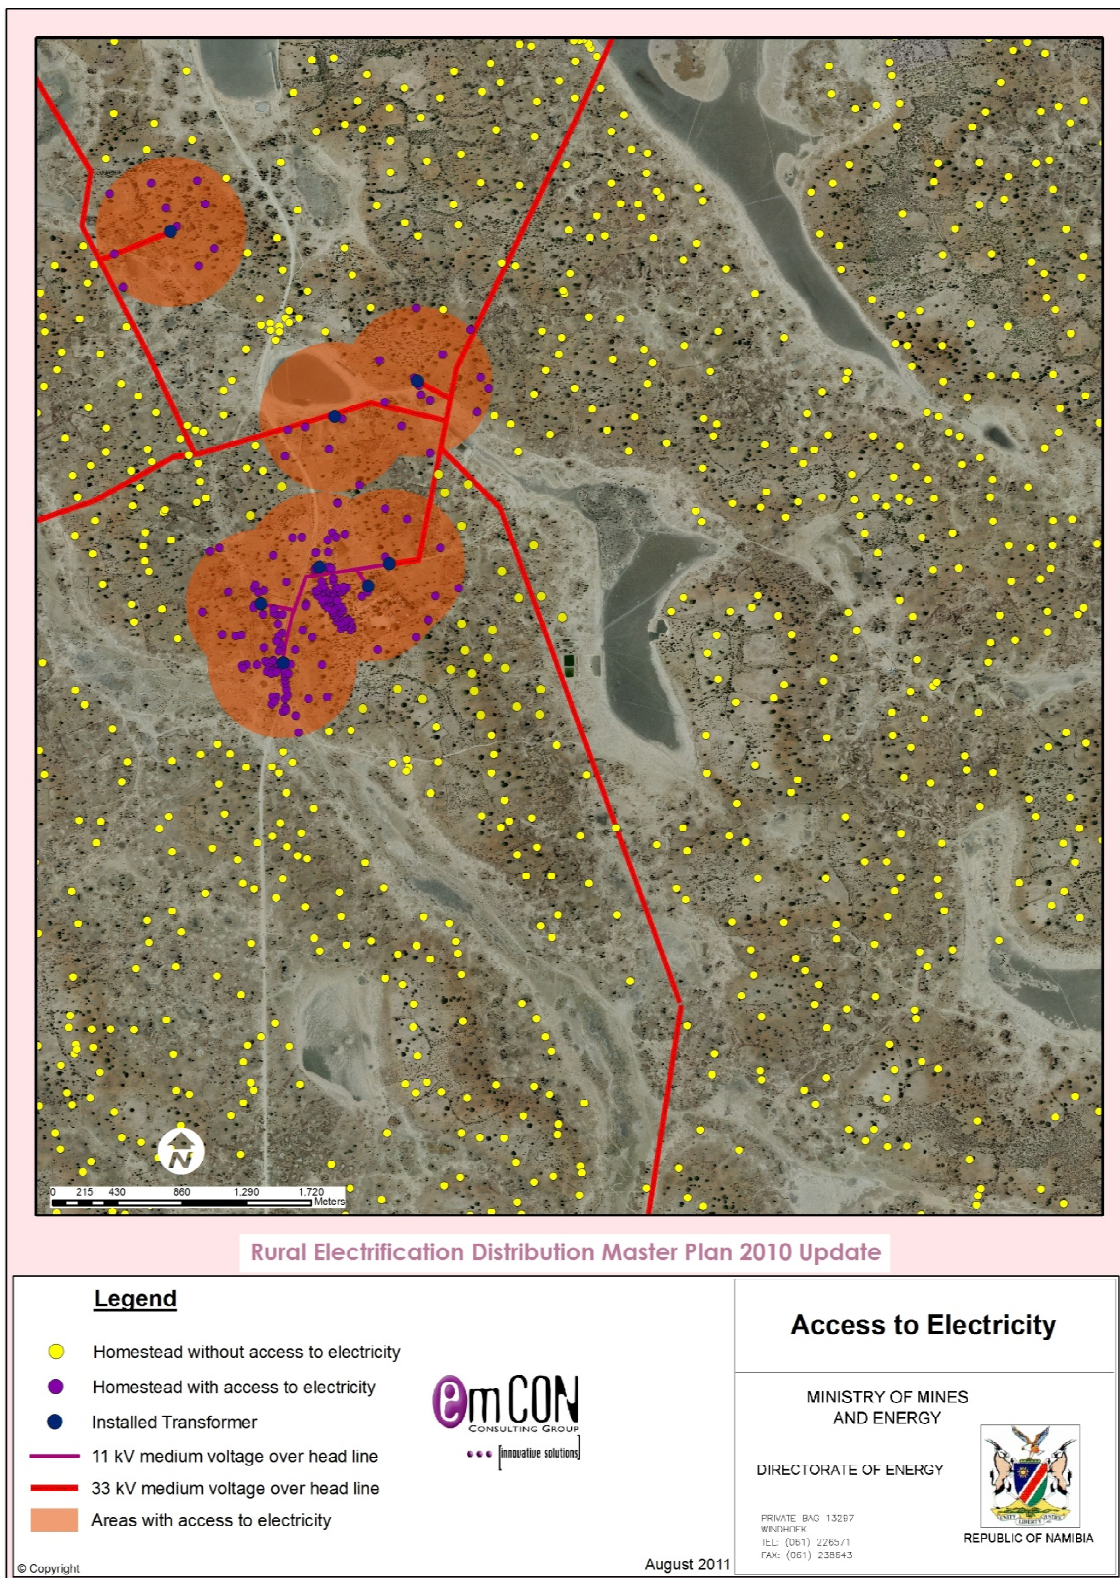 N
0 215 430 860 1.290 1.720
Meters
Rural Electrification Distribution Master Plan 2010 Update
Legend
Homestead without access to electricity
Homestead with access to electricity
Installed Transformer
11 kV medium voltage over head line
33 kV medium voltage over head line
Areas with access to electricity
© Copyright
emCON
CONSULTING GROUP
[innovative solutions]
August 2011
Access to Electricity
MINISTRY OF MINES
AND ENERGY
DIRECTORATE OF ENERGY
PRIVATE BAG 13297
WINDHOEK
TEL: (061) 226571
FAX: (061) 238643
UNITY LIBERTY JUSTICE
REPUBLIC OF NAMIBIA